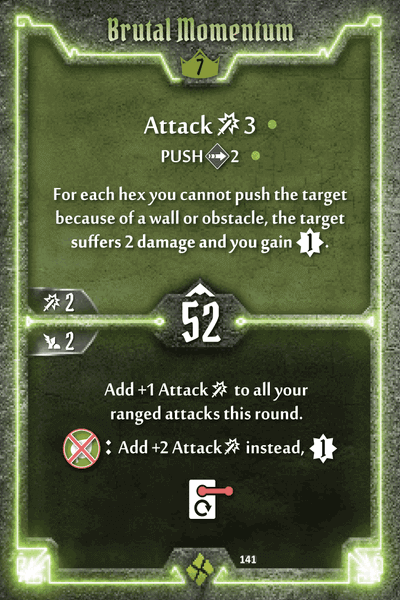 Brutal Momentum
7
Attack 3
PUSH 2
For each hex you cannot push the target
because of a wall or obstacle, the target
suffers 2 damage and you gain 1.
2
52
2
Add +1 Attack to all your
ranged attacks this round.
: Add +2 Attack instead, 1
141